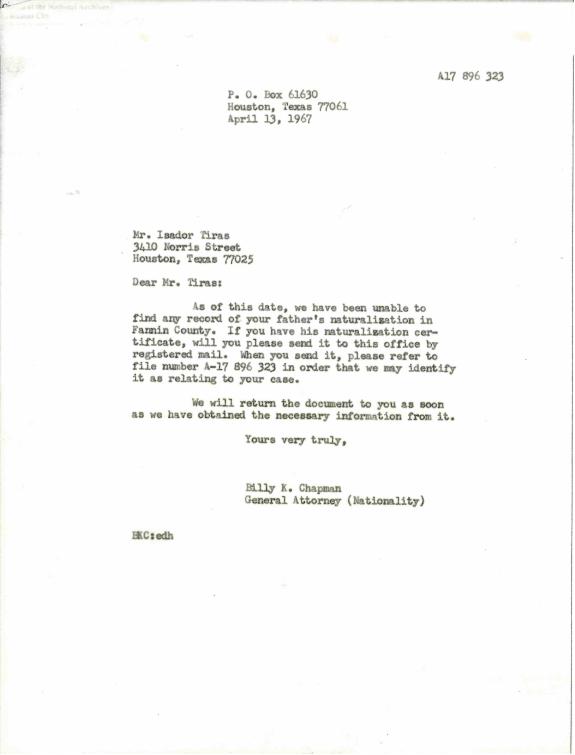 at the National Archives
Kansas City
A17 896 323
P. O. Box 61630
Houston, Texas 77061
April 13, 1967
Mr. Isador Tiras
3410 Norris Street
Houston, Texas 77025
Dear Mr. Tiras:
As of this date, we have been unable to
find any record of your father's naturalization in
Fannin County. If you have his naturalization cer-
tificate, will you please send it to this office by
registered mail. When you send it, please refer to
file number A-17 896 323 in order that we may identify
it as relating to your case.
We will return the document to you as soon
as we have obtained the necessary information from it.
Yours very truly,
Billy K. Chapman
General Attorney (Nationality)
BKC:edh